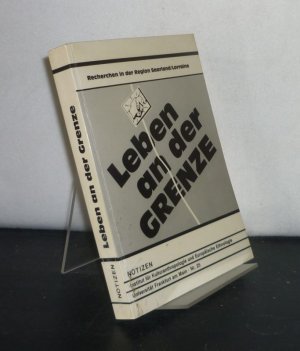 Recherchen in der Region Saarland/Lorraine
Leben
an der
GRENZE
NOTIZEN
Institut für Kulturanthropologie und Europäische Ethnologie
Universität Frankfurt am Main · Nr.
Leben an der Grenze
NOTIZEN